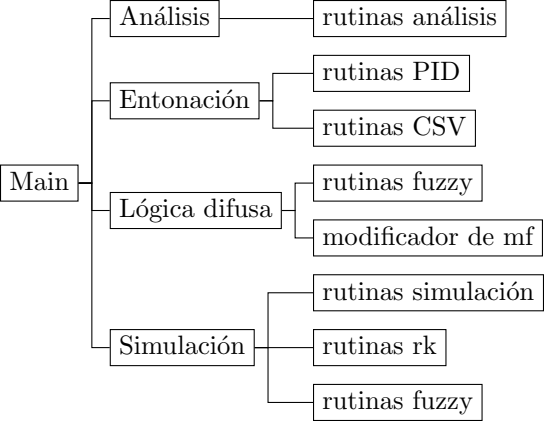 Análisis
rutinas análisis
rutinas PID
Entonación
rutinas CSV
Main
rutinas fuzzy
Lógica difusa
modificador de mf
rutinas simulación
Simulación
rutinas rk
rutinas fuzzy